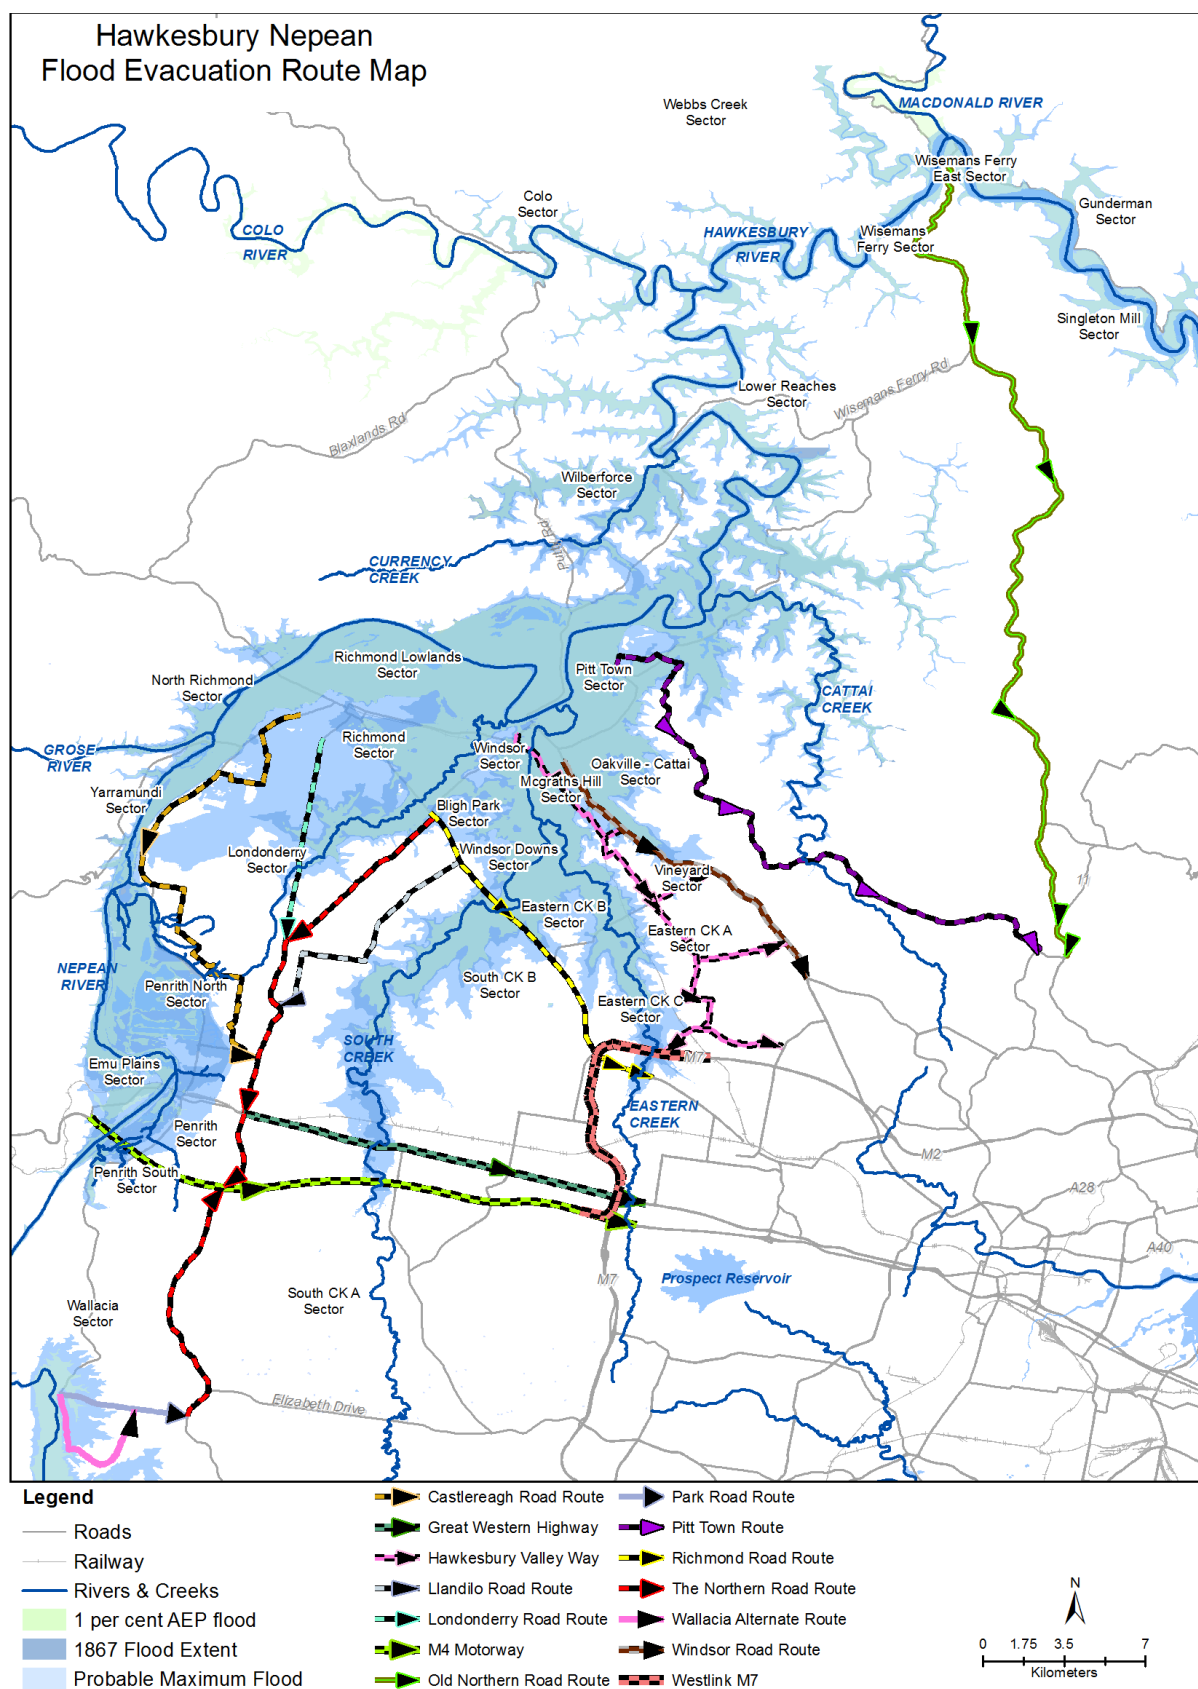 Hawkesbury Nepean
Flood Evacuation Route Map
Webbs Creek
Sector
MACDONALD RIVER
Wisemans Ferry
East Sector
Gunderman
Sector
Colo
Sector
COLO
RIVER
HAWKESBURY
RIVER
Wisemans
Ferry Sector
Singleton Mill
Sector
Lower Reaches
Sector
Wisemans Ferry Rd
Blaxlands Rd
Wilberforce
Sector
Putty Rd
CURRENCY
CREEK
Richmond Lowlands
Sector
Pitt Town
Sector
North Richmond
Sector
CATTAI
CREEK
GROSE
RIVER
Richmond
Sector
Windsor
Sector
Oakville - Cattai
Sector
Mcgraths Hill
Sector
Yarramundi
Sector
Bligh Park
Sector
Londonderry
Sector
Windsor Downs
Sector
Vineyard
Sector
11
Eastern CK B
Sector
Eastern CK A
Sector
NEPEAN
RIVER
Penrith North
Sector
South CK B
Sector
Eastern CK C
Sector
SOUTH
CREEK
M7
Emu Plains
Sector
EASTERN
CREEK
Penrith
Sector
M2
Penrith South
Sector
A28
A40
M7
Prospect Reservoir
South CK A
Sector
Wallacia
Sector
Elizabeth Drive
Legend
Roads
Railway
Rivers & Creeks
1 per cent AEP flood
1867 Flood Extent
Probable Maximum Flood
Castlereagh Road Route
Great Western Highway
Hawkesbury Valley Way
Llandilo Road Route
Londonderry Road Route
M4 Motorway
Old Northern Road Route
Park Road Route
Pitt Town Route
Richmond Road Route
The Northern Road Route
Wallacia Alternate Route
Windsor Road Route
Westlink M7
N
0 1.75 3.5 7
Kilometers